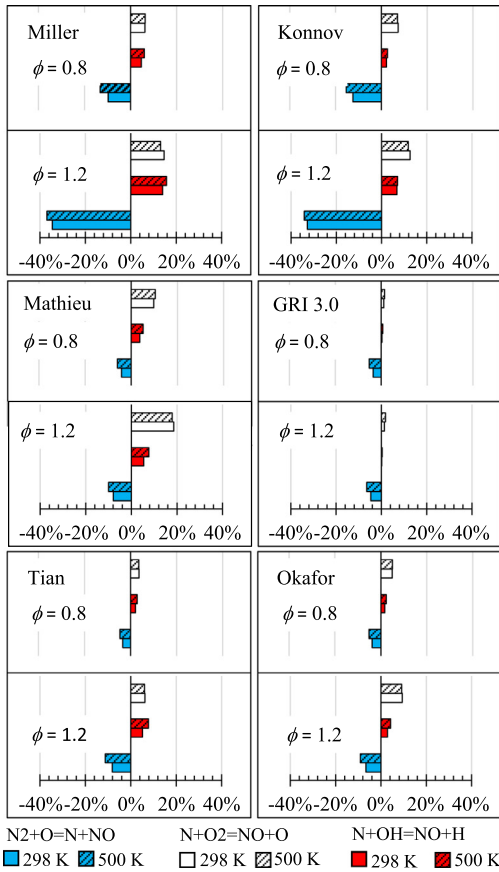 Miller
ϕ = 0.8
Konnov
ϕ = 0.8
ϕ = 1.2
ϕ = 1.2
-40% -20% 0% 20% 40%
-40% -20% 0% 20% 40%
Mathieu
ϕ = 0.8
GRI 3.0
ϕ = 0.8
ϕ = 1.2
ϕ = 1.2
-40% -20% 0% 20% 40%
-40% -20% 0% 20% 40%
Tian
ϕ = 0.8
Okafor
ϕ = 0.8
ϕ = 1.2
ϕ = 1.2
-40% -20% 0% 20% 40%
-40% -20% 0% 20% 40%
N2+O=N+NO N+O2=NO+O N+OH=NO+H
298 K 500 K 298 K 500 K 298 K 500 K